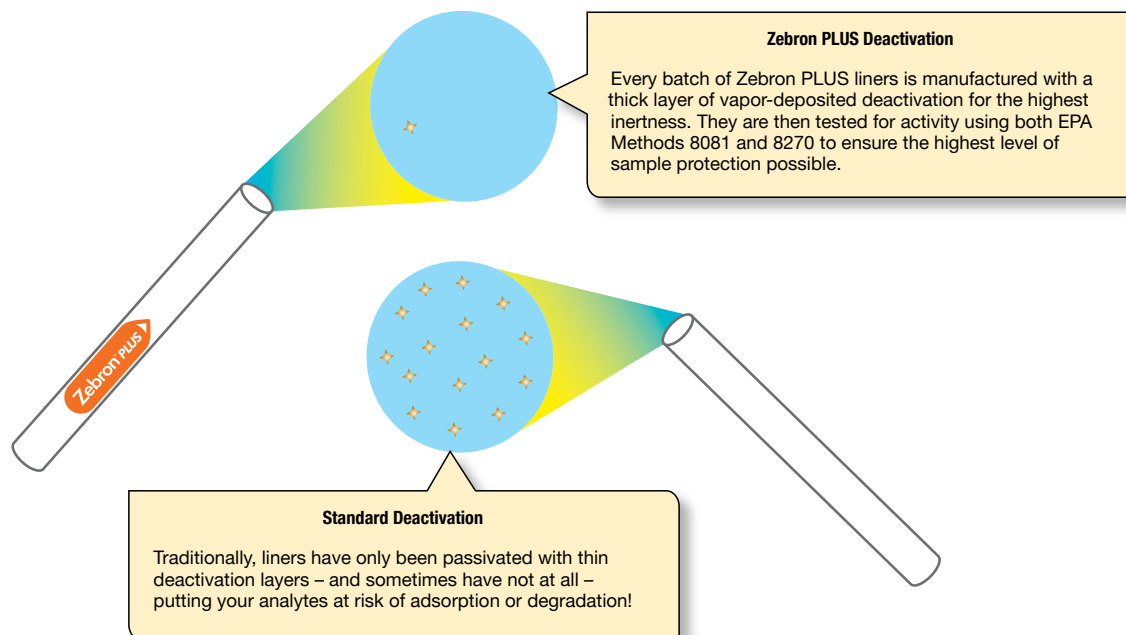 Zebron PLUS Deactivation
Every batch of Zebron PLUS liners is manufactured with a
thick layer of vapor-deposited deactivation for the highest
inertness. They are then tested for activity using both EPA
Methods 8081 and 8270 to ensure the highest level of
sample protection possible.
Zebron PLUS
Standard Deactivation
Traditionally, liners have only been passivated with thin
deactivation layers – and sometimes have not at all –
putting your analytes at risk of adsorption or degradation!